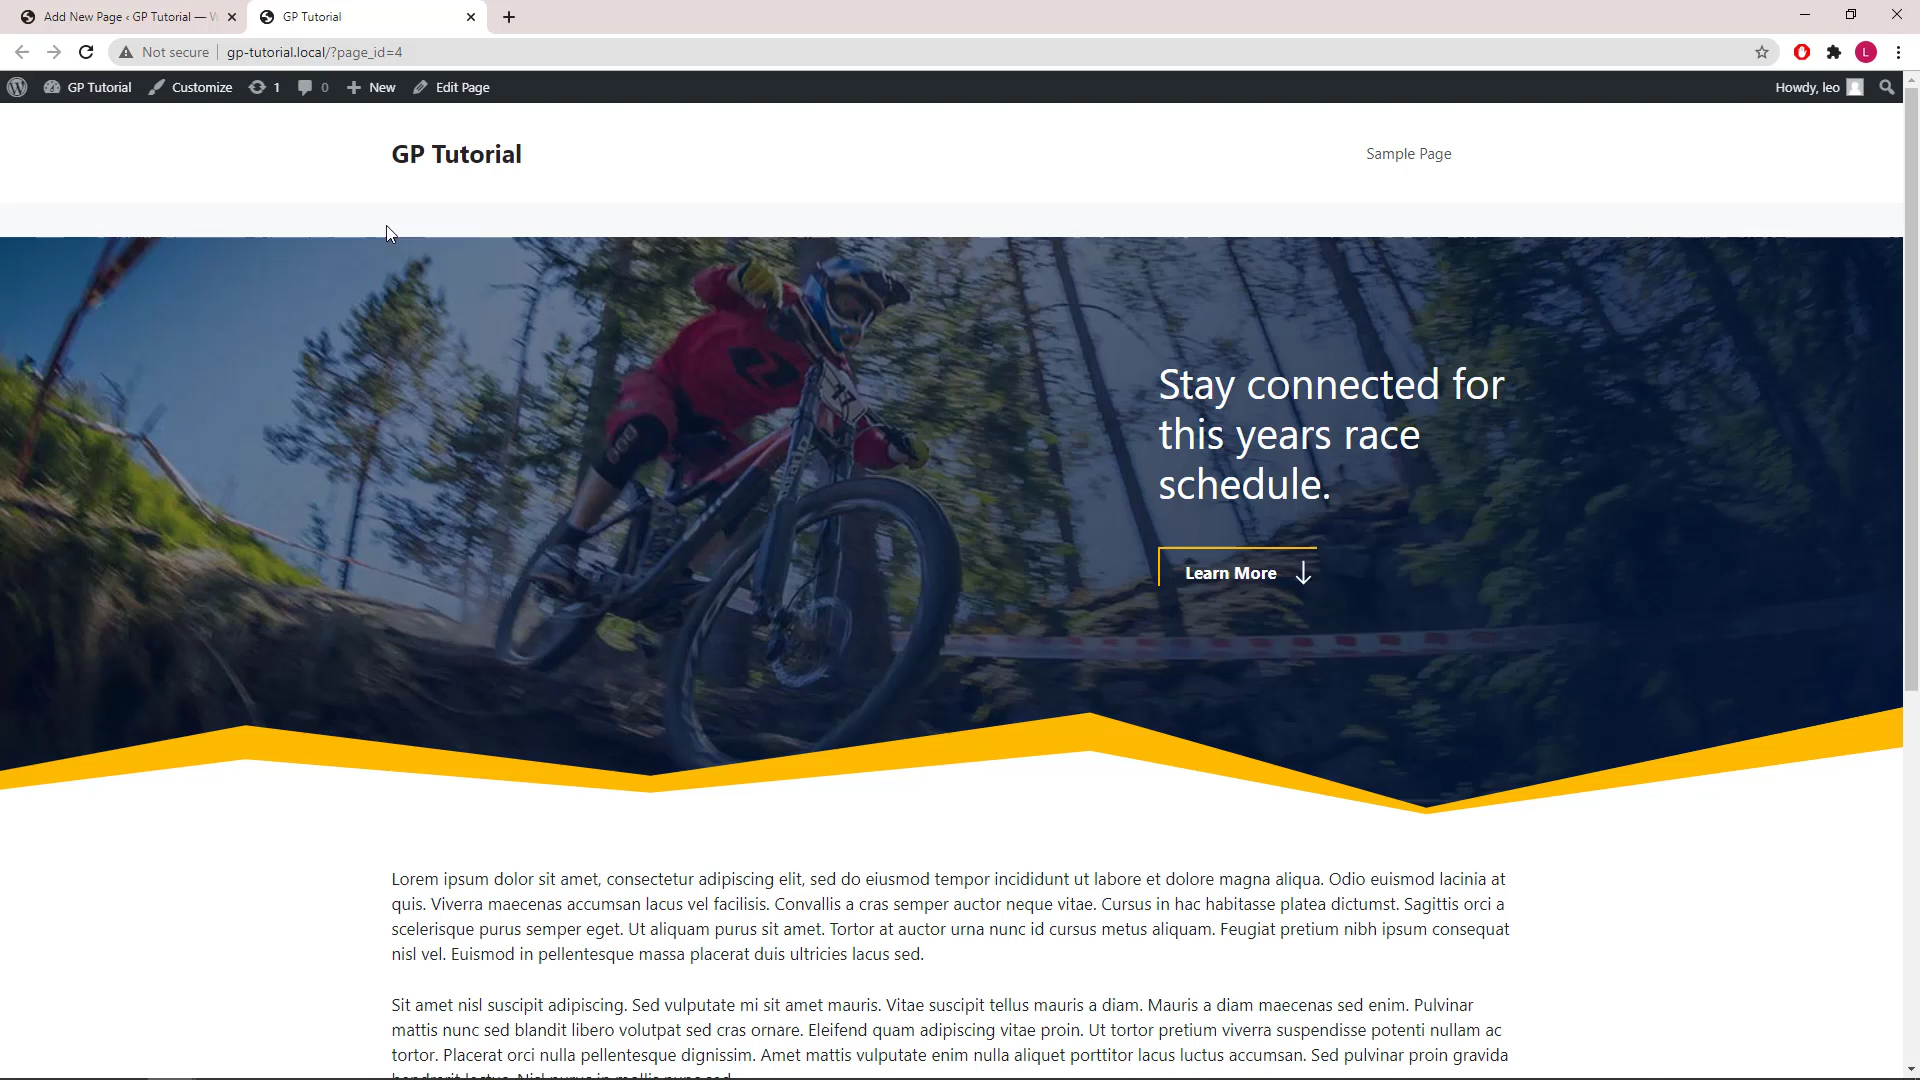 Add New Page ‹ GP Tutorial — W
GP Tutorial
Not secure
gp-tutorial.local/?page_id=4
L
GP Tutorial
Customize
1
0
New
Edit Page
Howdy, leo
GP Tutorial
Sample Page
Stay connected for
this years race
schedule.
Learn More
Lorem ipsum dolor sit amet, consectetur adipiscing elit, sed do eiusmod tempor incididunt ut labore et dolore magna aliqua. Odio euismod lacinia at
quis. Viverra maecenas accumsan lacus vel facilisis. Convallis a cras semper auctor neque vitae. Cursus in hac habitasse platea dictumst. Sagittis orci a
scelerisque purus semper eget. Ut aliquam purus sit amet. Tortor at auctor urna nunc id cursus metus aliquam. Feugiat pretium nibh ipsum consequat
nisl vel. Euismod in pellentesque massa placerat duis ultricies lacus sed.
Sit amet nisl suscipit adipiscing. Sed vulputate mi sit amet mauris. Vitae suscipit tellus mauris a diam. Mauris a diam maecenas sed enim. Pulvinar
mattis nunc sed blandit libero volutpat sed cras ornare. Eleifend quam adipiscing vitae proin. Ut tortor pretium viverra suspendisse potenti nullam ac
tortor. Placerat orci nulla pellentesque dignissim. Amet mattis vulputate enim nulla aliquet porttitor lacus luctus accumsan. Sed pulvinar proin gravida